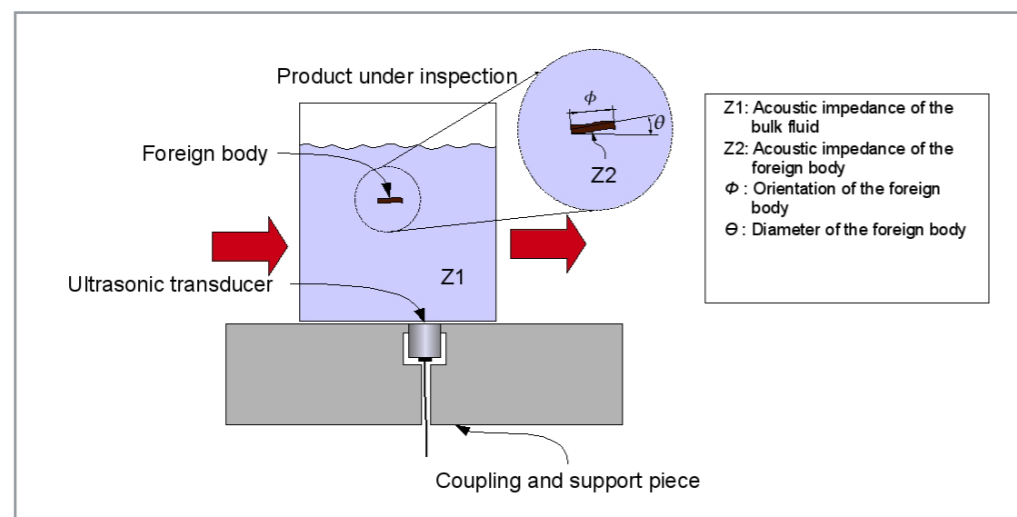 Product under inspection
ϕ
θ
Z2
Foreign body
Z1
Ultrasonic transducer
Coupling and support piece
Z1: Acoustic impedance of the
bulk fluid
Z2: Acoustic impedance of the
foreign body
Φ : Orientation of the foreign
body
Θ : Diameter of the foreign body